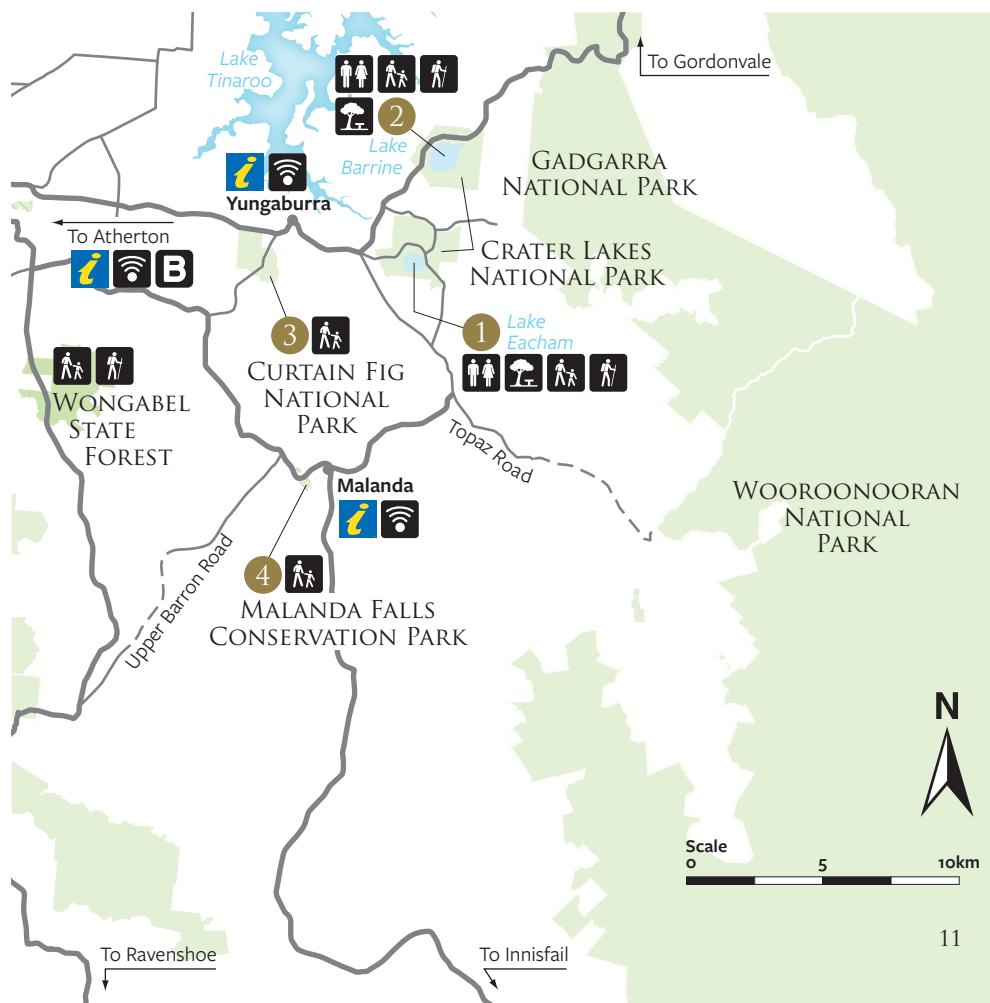 Lake
Tinaroo
To Gordonvale
2
Lake
Barrine
GADGARRA
NATIONAL PARK
i
Yungaburra
To Atherton
i
B
CRATER LAKES
NATIONAL PARK
3
1
Lake
Eacham
CURTAIN FIG
NATIONAL
PARK
WONGABEL
STATE
FOREST
Topaz Road
Malanda
i
WOOROONOORAN
NATIONAL
PARK
Upper Barron Road
4
MALANDA FALLS
CONSERVATION PARK
N
Scale
0 5 10km
11
To Ravenshoe
To Innisfail